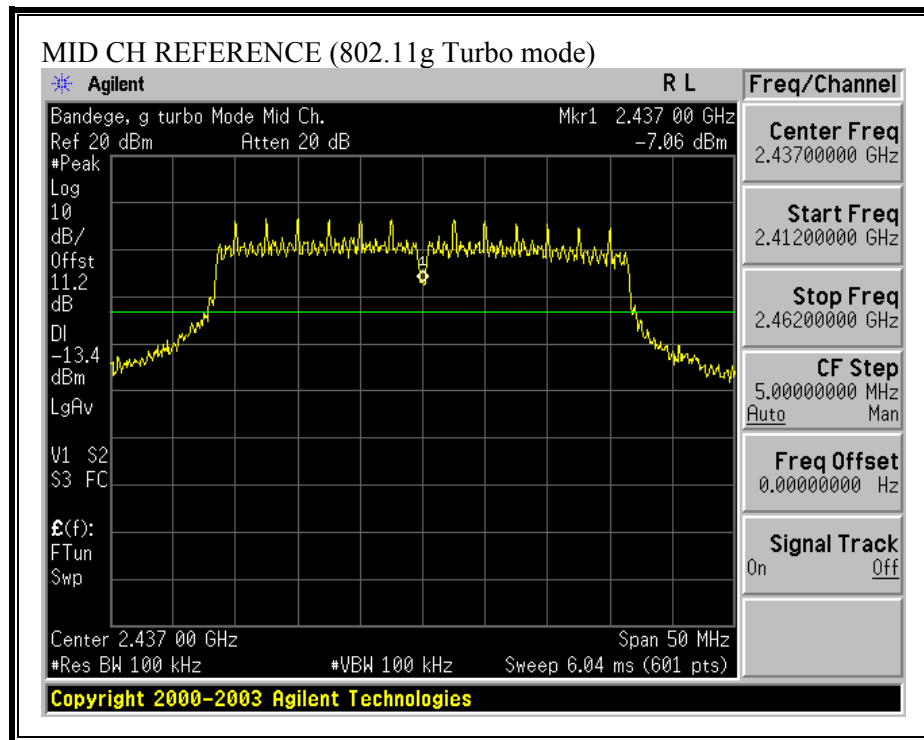 MID CH REFERENCE (802.11g Turbo mode)
Agilent R L Freq/Channel
Bandege, g turbo Mode Mid Ch. Mkr1 2.437 00 GHz
Ref 20 dBm Atten 20 dB -7.06 dBm
#Peak
Log
10
dB/
Offst
11.2
dB
DI
-13.4
dBm
LgAv
V1 S2
S3 FC
£(f):
FTun
Swp
1
Center 2.437 00 GHz Span 50 MHz
#Res BW 100 kHz #VBW 100 kHz Sweep 6.04 ms (601 pts)
Center Freq
2.43700000 GHz
Start Freq
2.41200000 GHz
Stop Freq
2.46200000 GHz
CF Step
5.00000000 MHz
Auto Man
Freq Offset
0.00000000 Hz
Signal Track
On Off
Copyright 2000-2003 Agilent Technologies